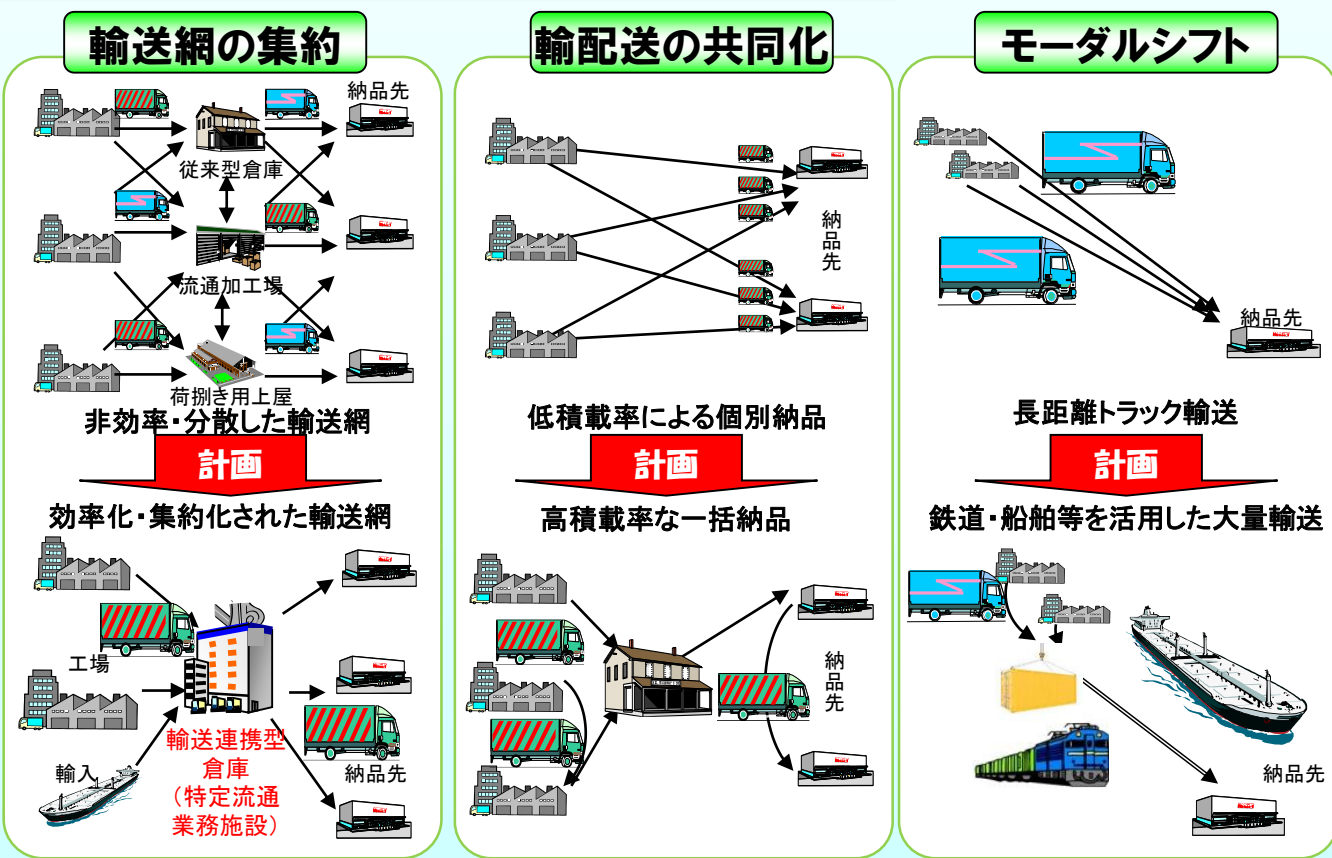 輸送網の集約
納品先
従来型倉庫
流通加工場
荷捌き用上屋
非効率・分散した輸送網
計画
効率化・集約化された輸送網
工場
輸入
輸送連携型
倉庫
(特定流通
業務施設)
納品先
輸配送の共同化
納品先
低積載率による個別納品
計画
高積載率な一括納品
納品先
モーダルシフト
納品先
長距離トラック輸送
計画
鉄道・船舶等を活用した大量輸送
納品先